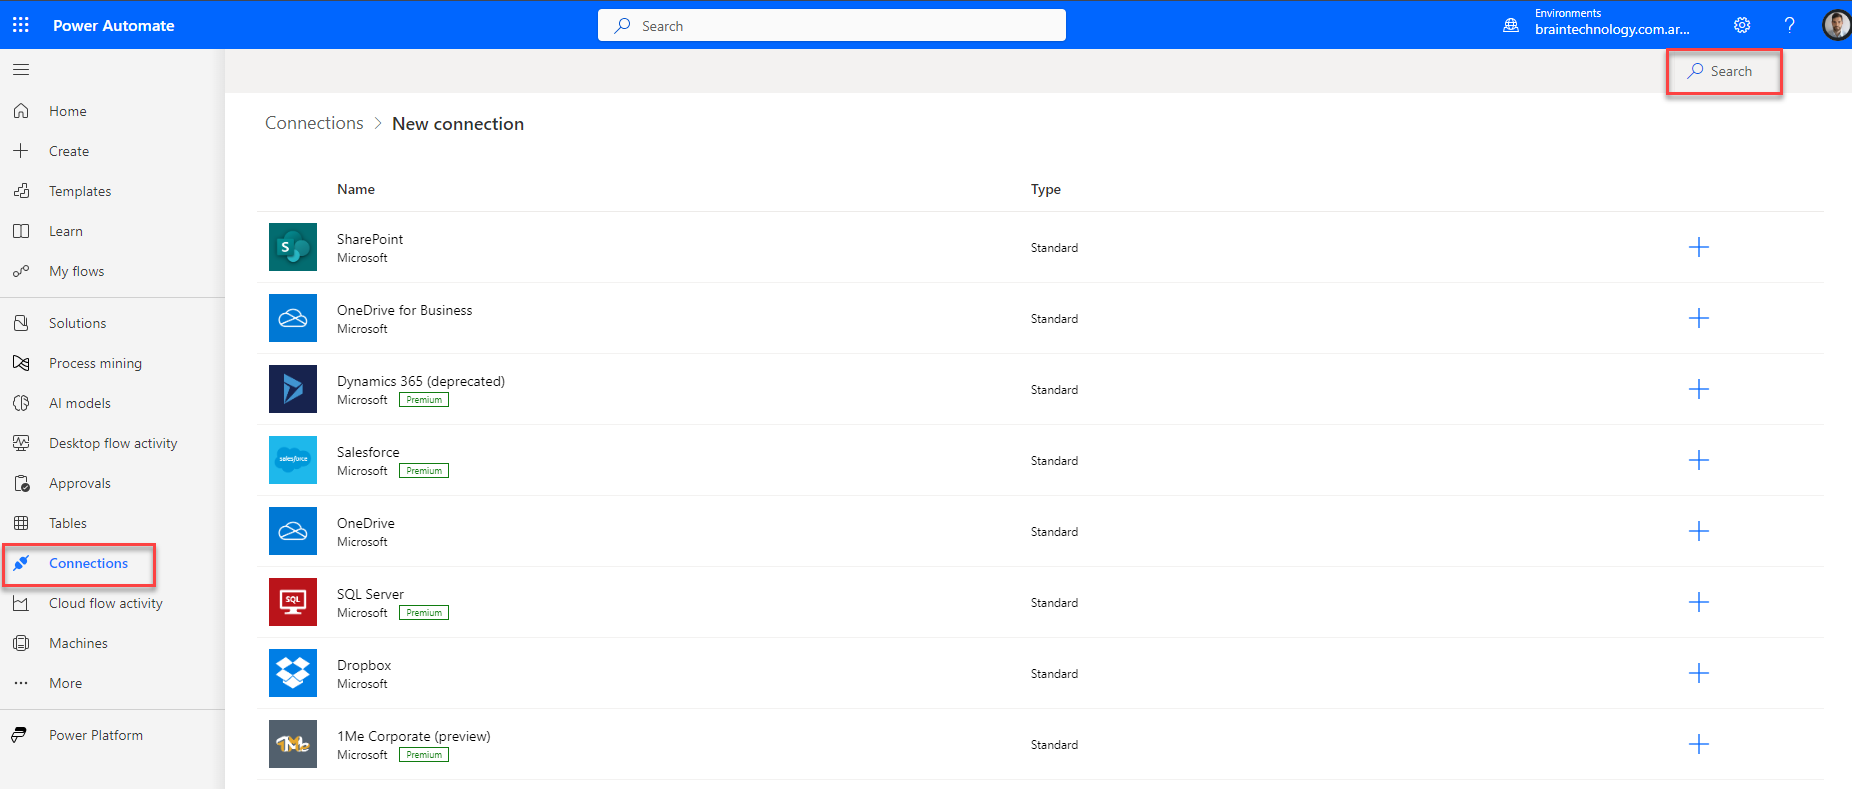 Power Automate
Search
Environments
braintechnology.com.ar...
?
Search
Home
Create
Templates
Learn
My flows
Solutions
Process mining
AI models
Desktop flow activity
Approvals
Tables
Connections
Cloud flow activity
Machines
More
Power Platform
Connections > New connection
Name Type
SharePoint
Microsoft
Standard
OneDrive for Business
Microsoft
Standard
Dynamics 365 (deprecated)
Microsoft Premium
Standard
salesforce
Salesforce
Microsoft Premium
Standard
OneDrive
Microsoft
Standard
SQL
SQL Server
Microsoft Premium
Standard
Dropbox
Microsoft
Standard
1Me
1Me Corporate (preview)
Microsoft Premium
Standard